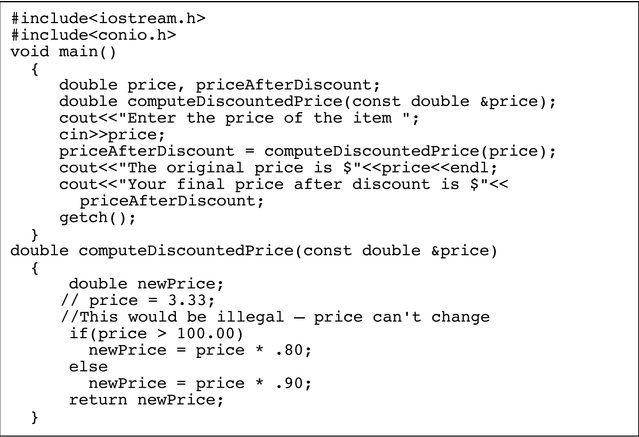 #include<iostream.h>
#include<conio.h>
void main()
{
double price, priceAfterDiscount;
double computeDiscountedPrice(const double &price);
cout<<"Enter the price of the item ";
cin>>price;
priceAfterDiscount = computeDiscountedPrice(price);
cout<<"The original price is $"<<price<<endl;
cout<<"Your final price after discount is $"<<
priceAfterDiscount;
getch();
}
double computeDiscountedPrice(const double &price)
{
double newPrice;
// price = 3.33;
//This would be illegal – price can't change
if(price > 100.00)
newPrice = price * .80;
else
newPrice = price * .90;
return newPrice;
}